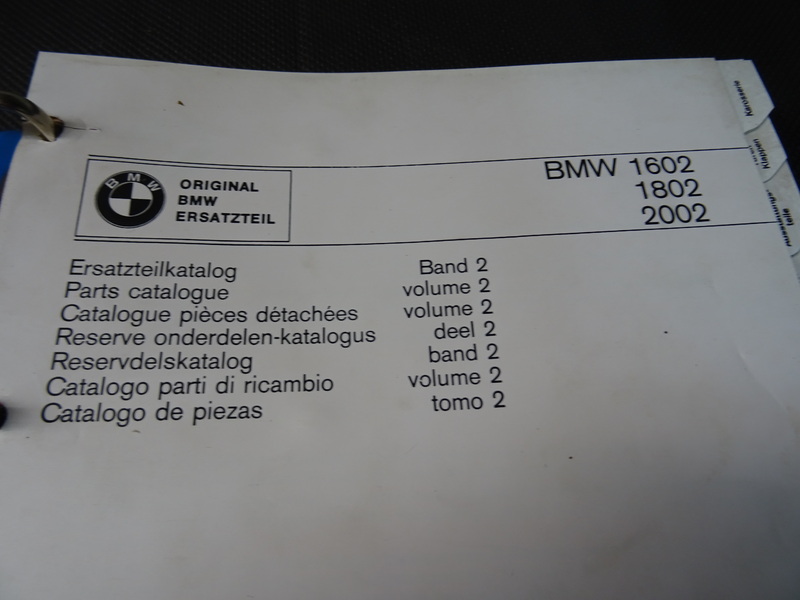 BMW
ORIGINAL
BMW
ERSATZTEIL
BMW 1602
1802
2002
Ersatzteilkatalog Band 2
Parts catalogue volume 2
Catalogue pièces détachées volume 2
Reserve onderdelen-katalogus deel 2
Reservdelskatalog band 2
Catalogo parti di ricambio volume 2
Catalogo de piezas tomo 2
Karosserie
Klappen
teile